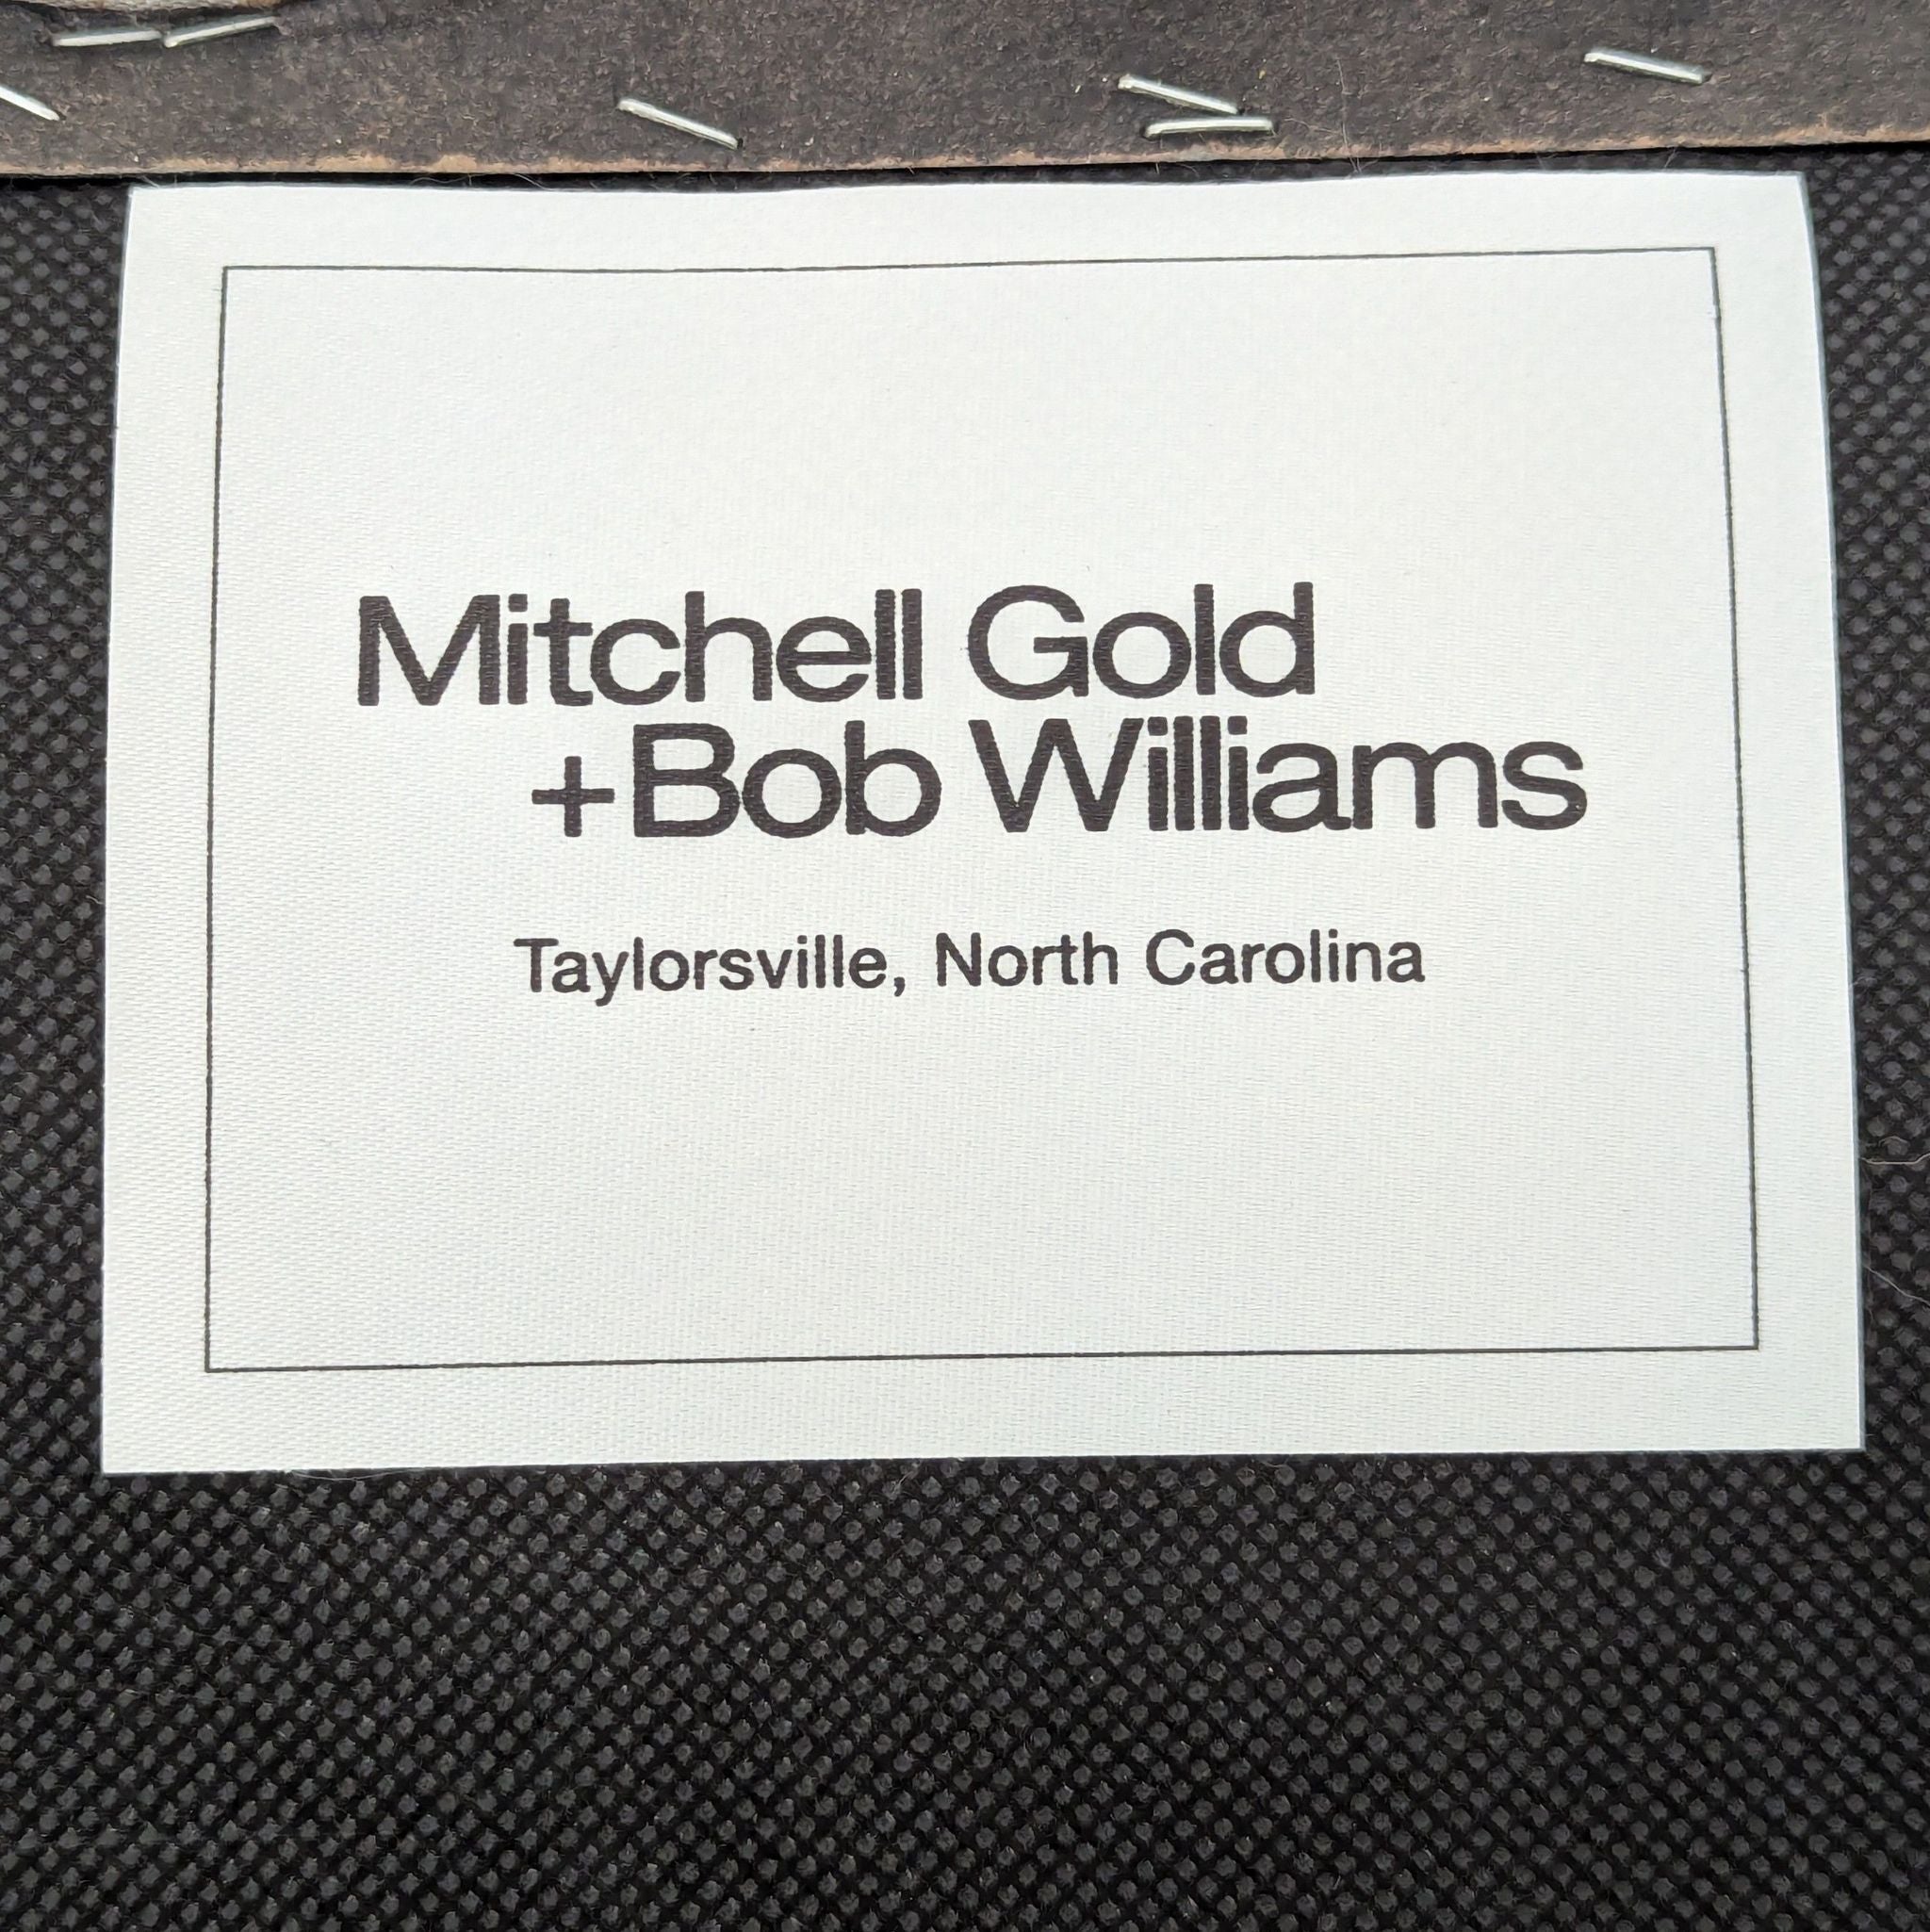 Mitchell Gold
+Bob Williams
Taylorsville, North Carolina